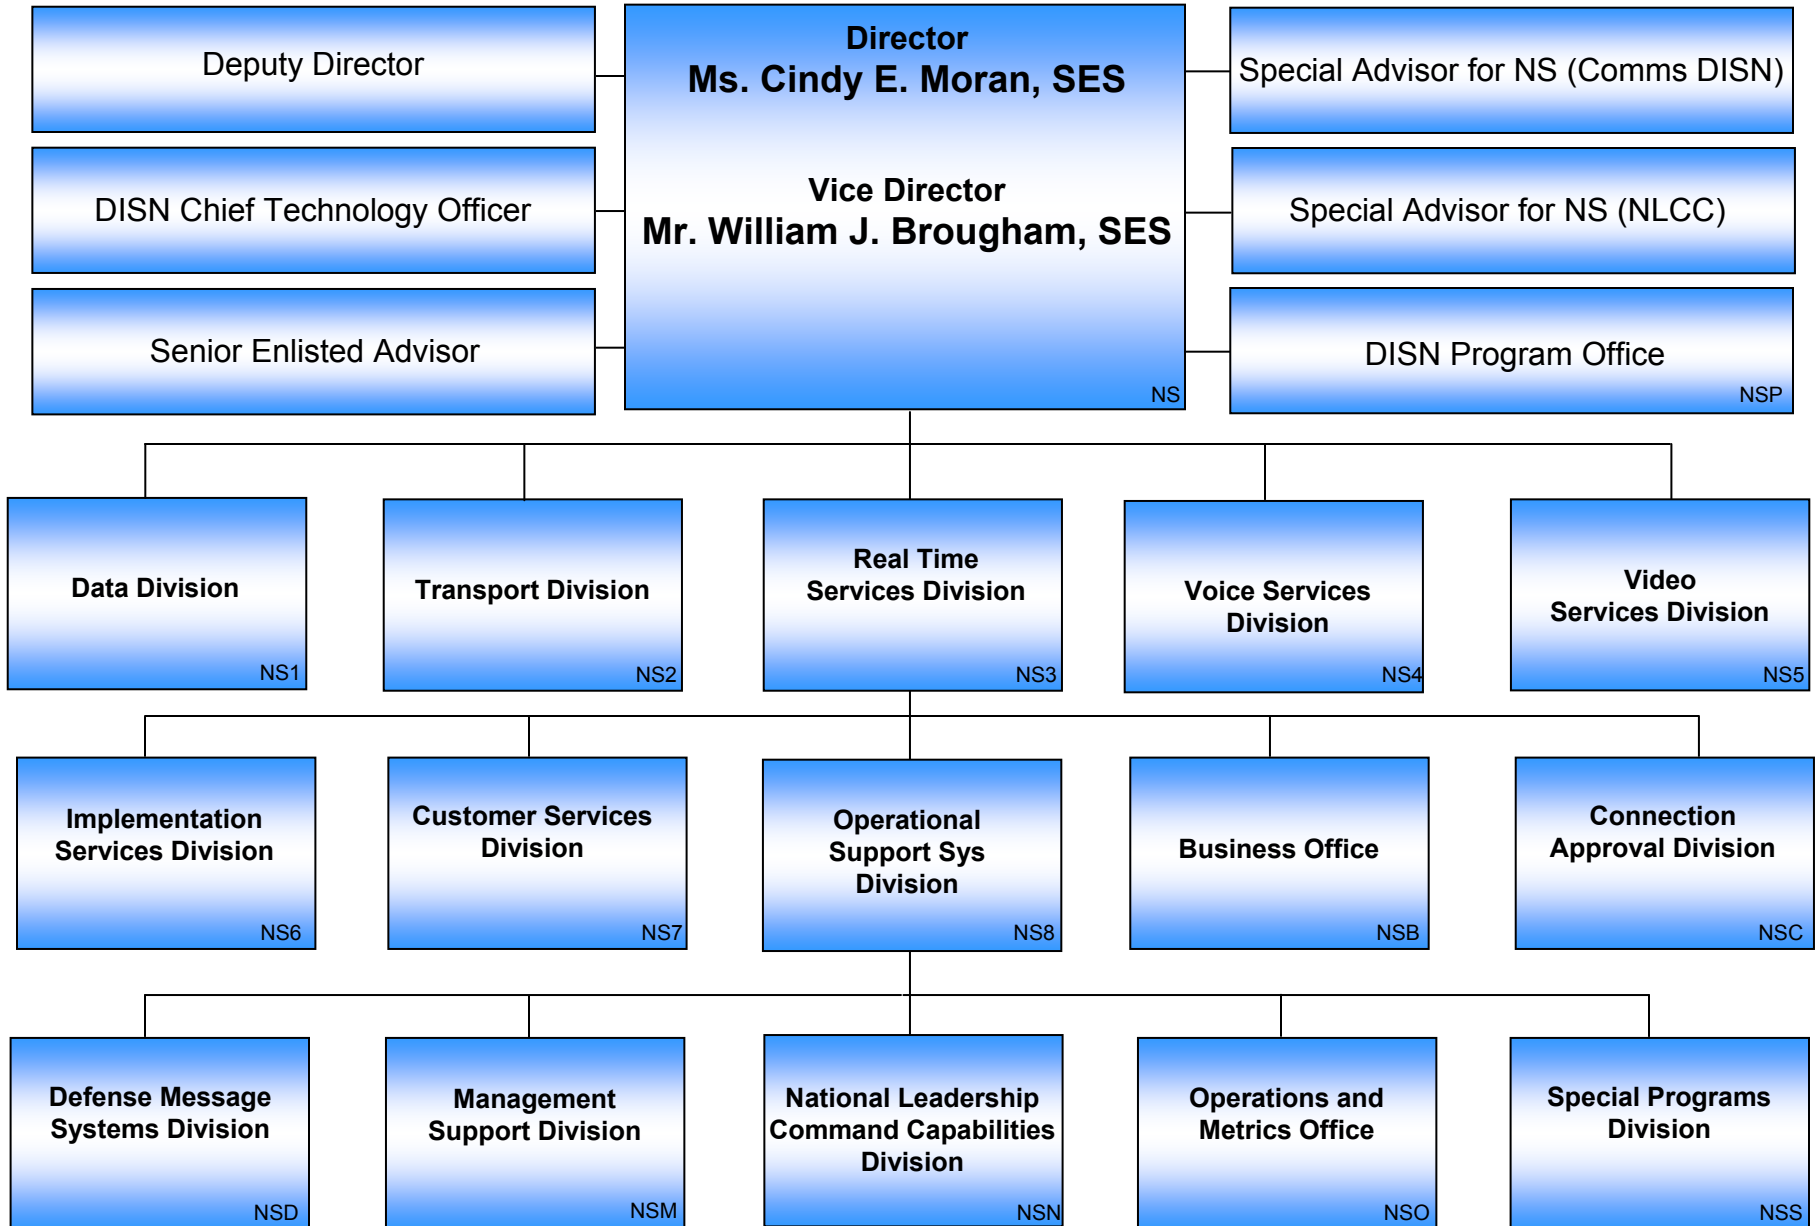 Deputy Director
Director
Ms. Cindy E. Moran, SES
Special Advisor for NS (Comms DISN)
DISN Chief Technology Officer
Vice Director
Mr. William J. Brougham, SES
Special Advisor for NS (NLCC)
Senior Enlisted Advisor
NS
DISN Program Office
NSP
Data Division
NS1
Transport Division
NS2
Real Time
Services Division
NS3
Voice Services
Division
NS4
Video
Services Division
NS5
Implementation
Services Division
NS6
Customer Services
Division
NS7
Operational
Support Sys
Division
NS8
Business Office
NSB
Connection
Approval Division
NSC
Defense Message
Systems Division
NSD
Management
Support Division
NSM
National Leadership
Command Capabilities
Division
NSN
Operations and
Metrics Office
NSO
Special Programs
Division
NSS